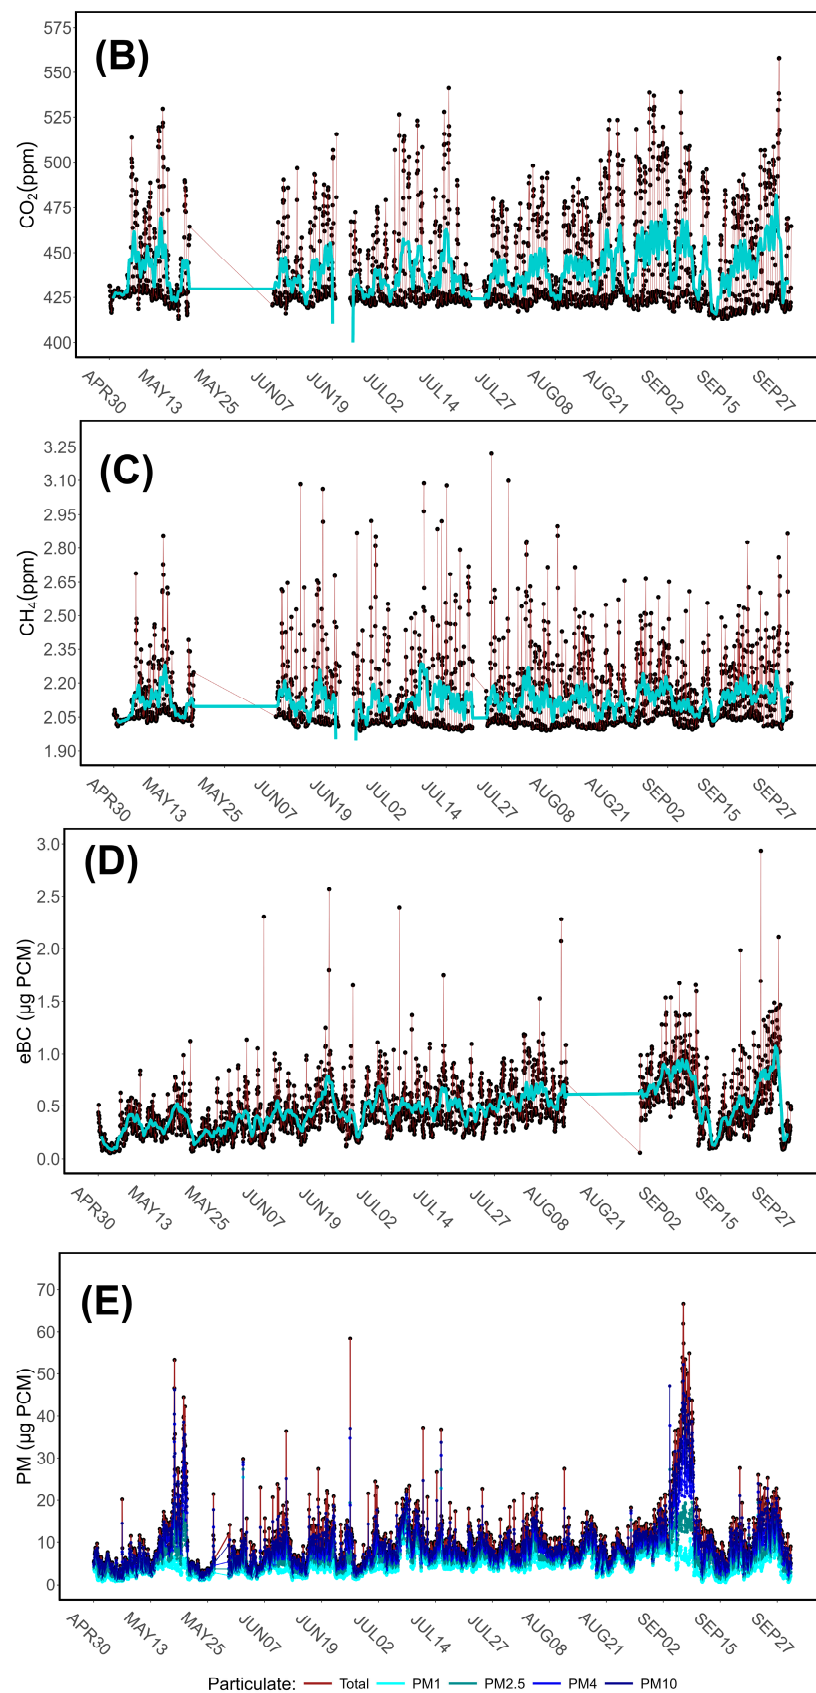 (B)
CO₂(ppm)
575
550
525
500
475
450
425
400
APR30 MAY13 MAY25 JUN07 JUN19 JUL02 JUL14 JUL27 AUG08 AUG21 SEP02 SEP15 SEP27
(C)
CH₄(ppm)
3.25
3.10
2.95
2.80
2.65
2.50
2.35
2.20
2.05
1.90
APR30 MAY13 MAY25 JUN07 JUN19 JUL02 JUL14 JUL27 AUG08 AUG21 SEP02 SEP15 SEP27
(D)
eBC (µg PCM)
3.0
2.5
2.0
1.5
1.0
0.5
0.0
APR30 MAY13 MAY25 JUN07 JUN19 JUL02 JUL14 JUL27 AUG08 AUG21 SEP02 SEP15 SEP27
(E)
PM (µg PCM)
70
60
50
40
30
20
10
0
APR30 MAY13 MAY25 JUN07 JUN19 JUL02 JUL14 JUL27 AUG08 AUG21 SEP02 SEP15 SEP27
Particulate: Total PM1 PM2.5 PM4 PM10